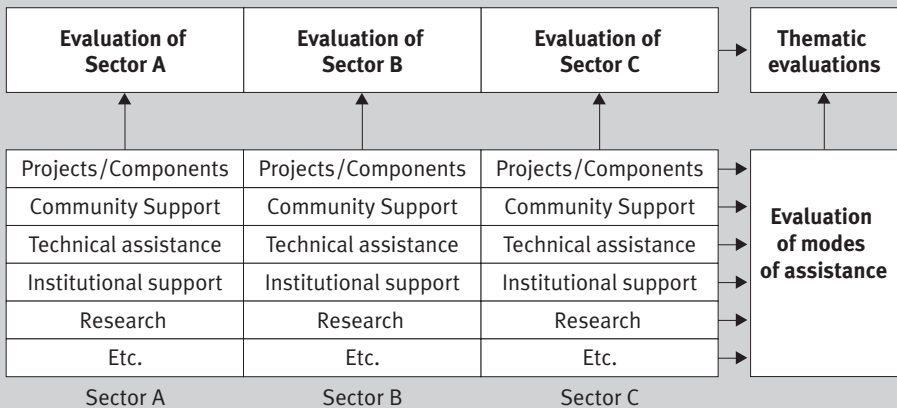 Evaluation of
Sector A
Evaluation of
Sector B
Evaluation of
Sector C
Thematic
evaluations
Projects/Components
Projects/Components
Projects/Components
Community Support
Community Support
Community Support
Technical assistance
Technical assistance
Technical assistance
Institutional support
Institutional support
Institutional support
Research
Research
Research
Etc.
Etc.
Etc.
Evaluation
of modes
of assistance
Sector A
Sector B
Sector C